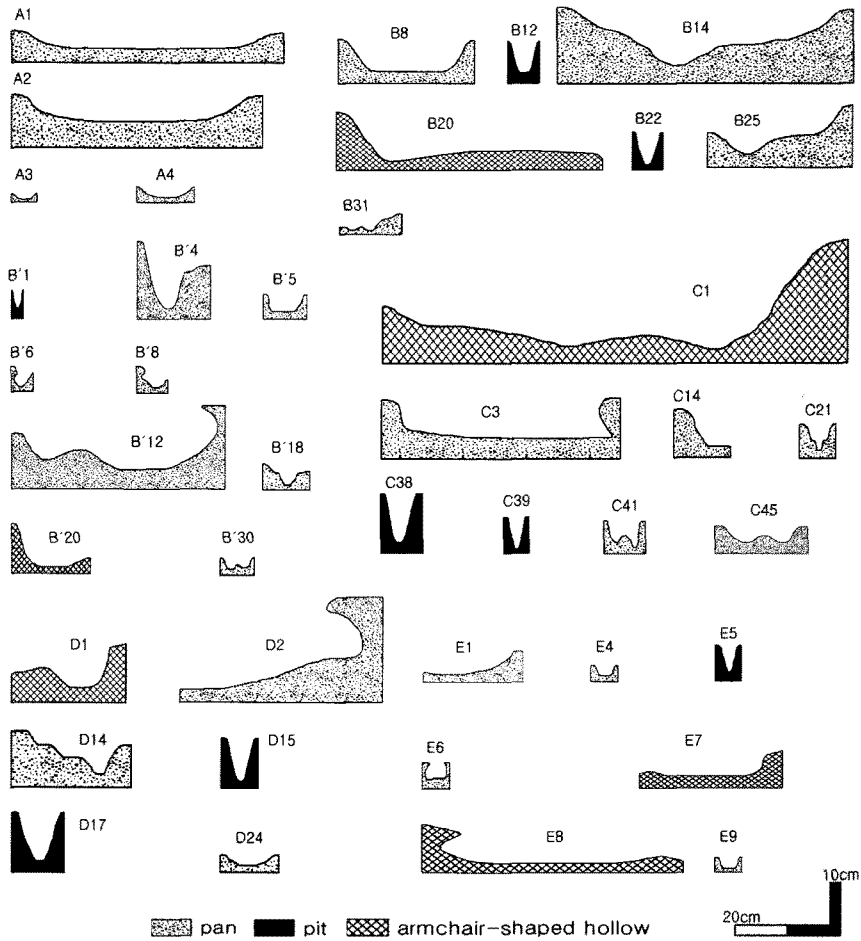 A1
A2
A3 A4
B8 B12 B14
B20 B22 B25
B31
B´1 B´4 B´5
B´6 B´8
B´12 B´18
B´20 B´30
C1
C3 C14 C21
C38 C39 C41 C45
D1 D2 E1 E4 E5
D14 D15 E6 E7
D17 D24 E8 E9
10cm
20cm
pan pit armchair-shaped hollow